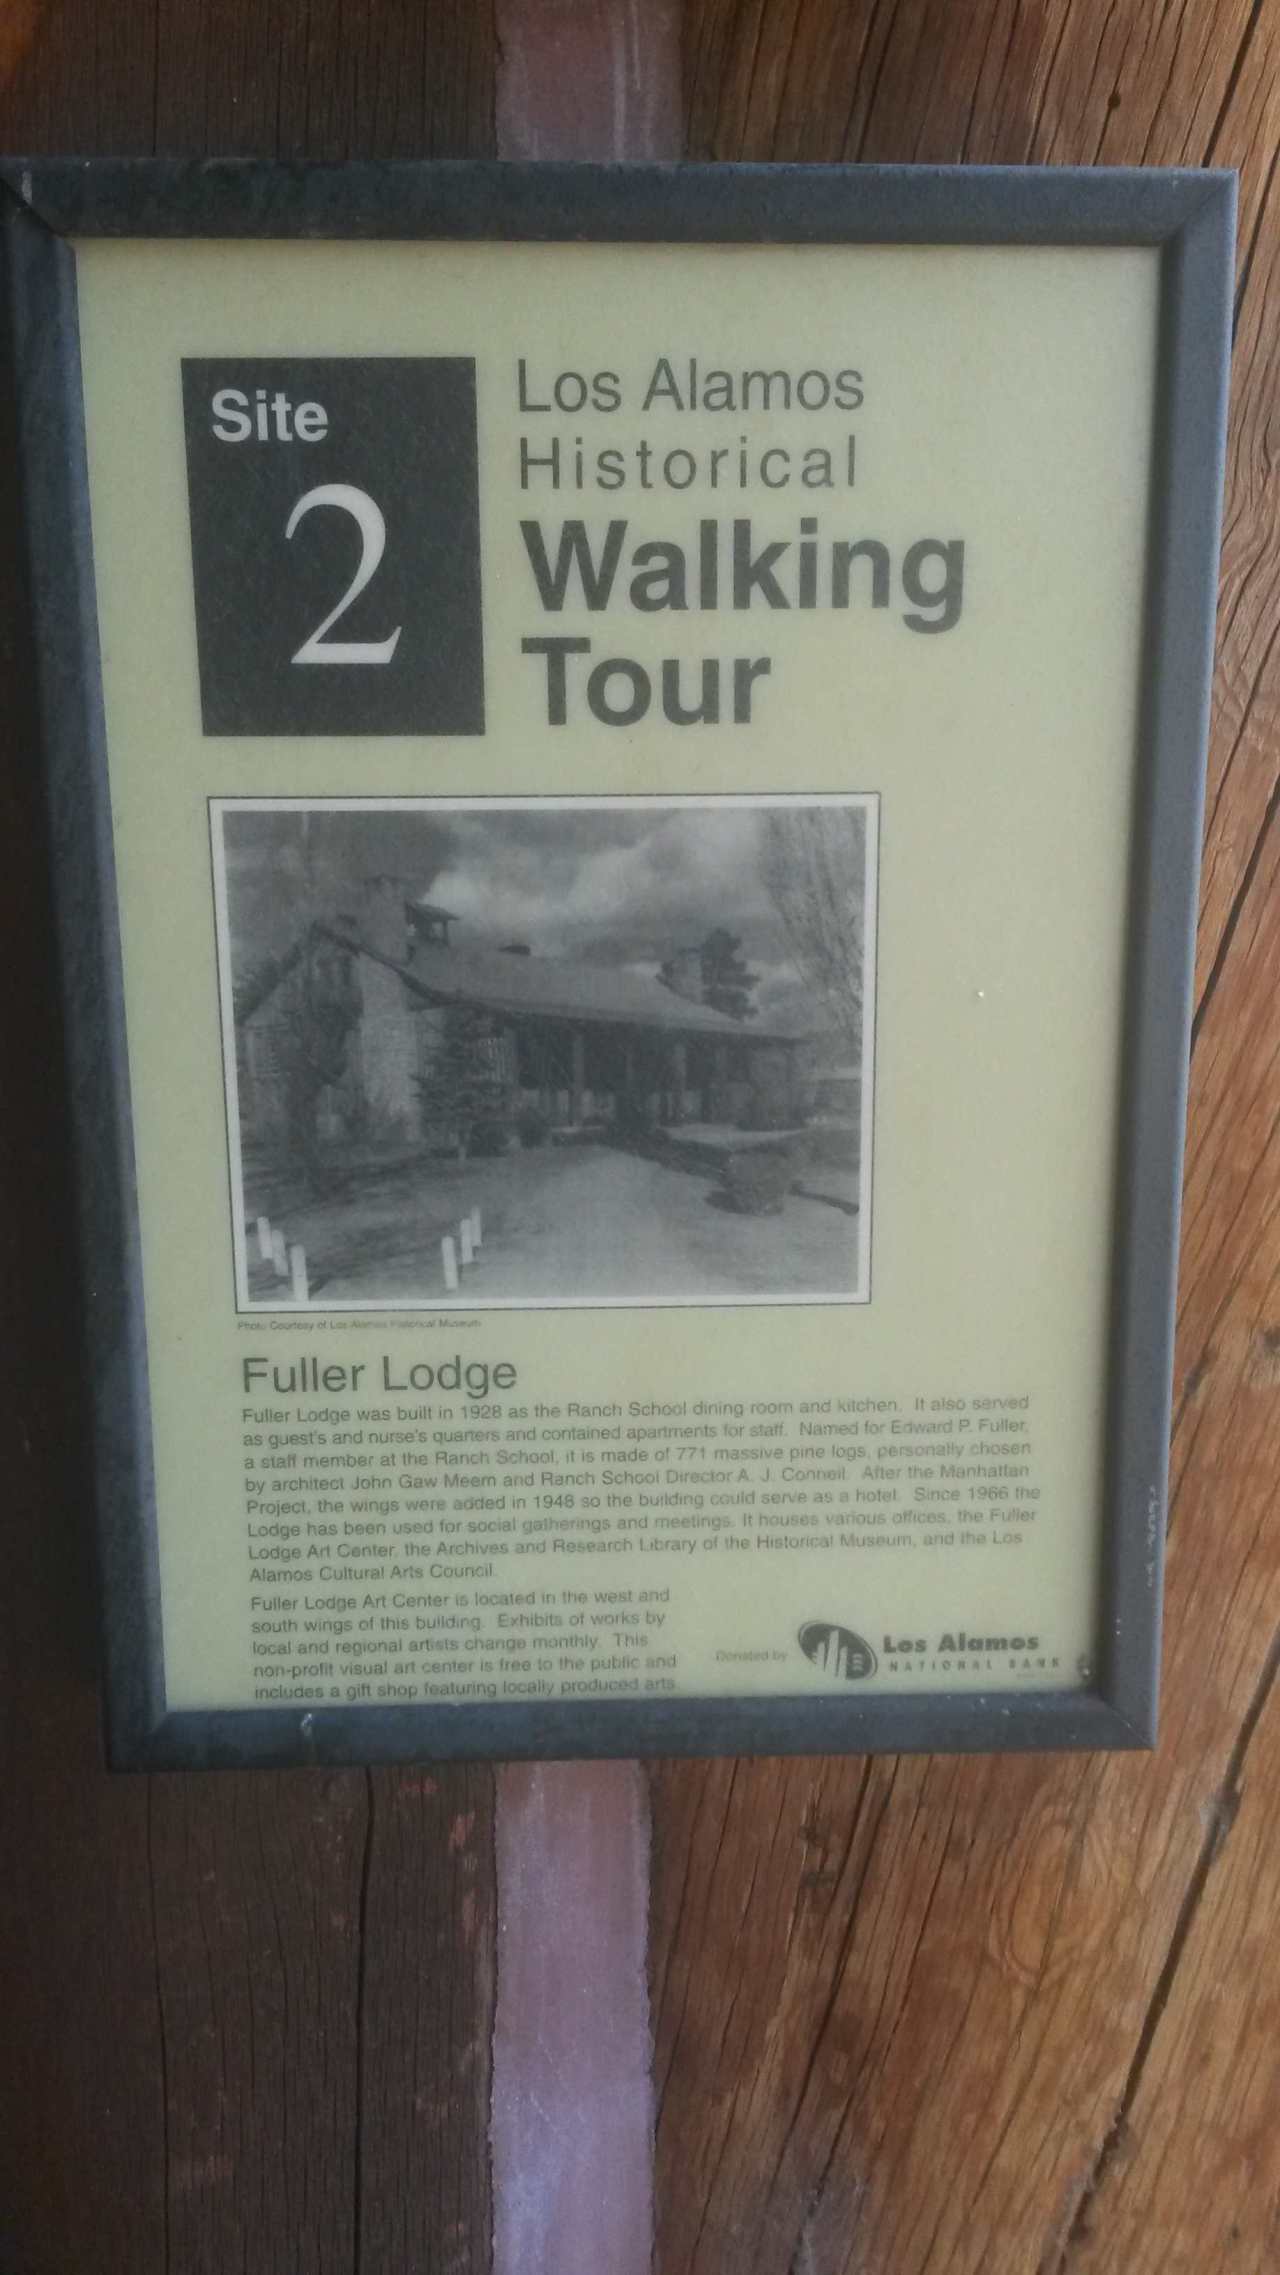 Site
2
Los Alamos
Historical
Walking
Tour
Photo Courtesy of Los Alamos Historical Museum
Fuller Lodge
Fuller Lodge was built in 1928 as the Ranch School dining room and kitchen. It also served
as guest's and nurse's quarters and contained apartments for staff. Named for Edward P. Fuller,
a staff member at the Ranch School, it is made of 771 massive pine logs, personally chosen
by architect John Gaw Meem and Ranch School Director A. J. Connell. After the Manhattan
Project, the wings were added in 1948 so the building could serve as a hotel. Since 1966 the
Lodge has been used for social gatherings and meetings. It houses various offices, the Fuller
Lodge Art Center, the Archives and Research Library of the Historical Museum, and the Los
Alamos Cultural Arts Council.
Fuller Lodge Art Center is located in the west and
south wings of this building. Exhibits of works by
local and regional artists change monthly. This
non-profit visual art center is free to the public and
includes a gift shop featuring locally produced arts.
Donated by
Los Alamos
NATIONAL BANK